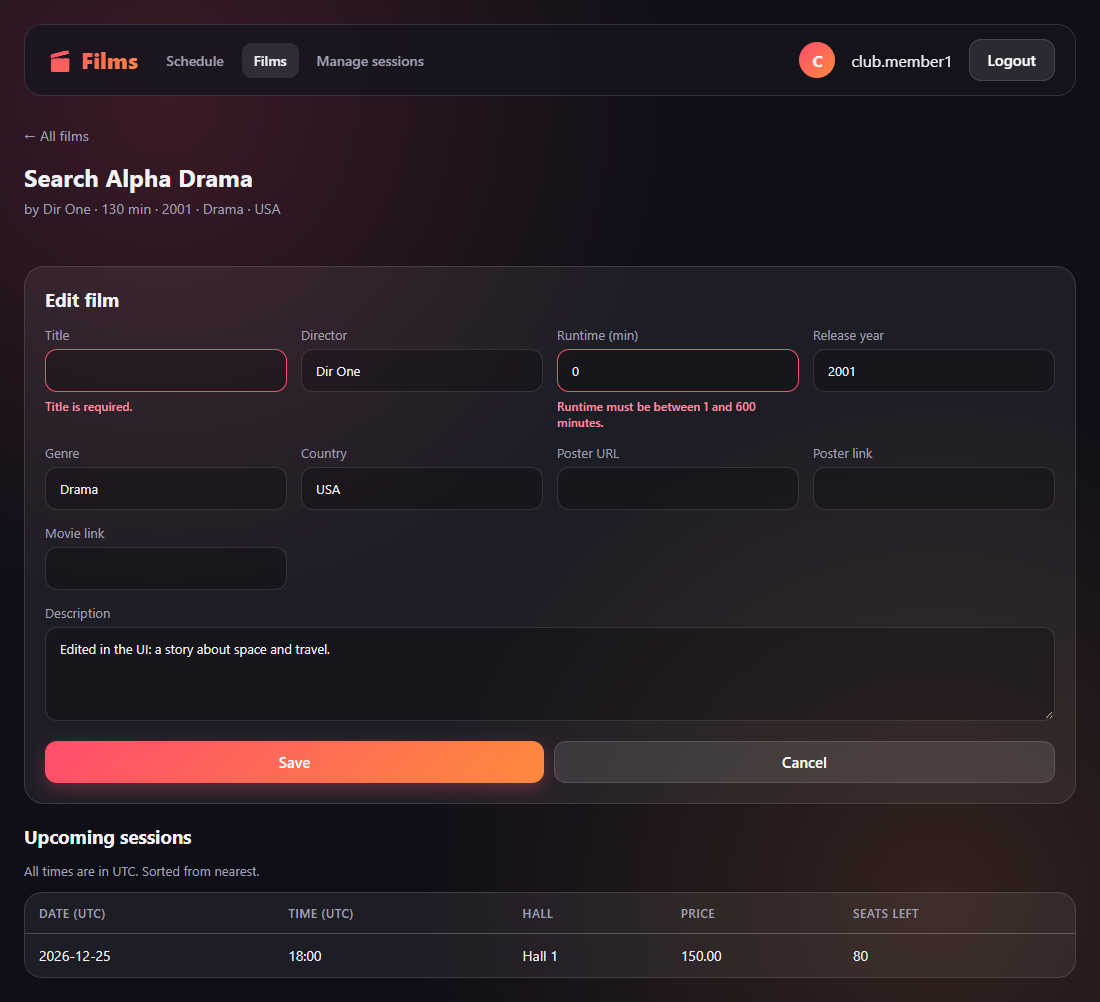 Films Schedule Films Manage sessions C club.member1 Logout
← All films
Search Alpha Drama
by Dir One · 130 min · 2001 · Drama · USA
Edit film
Title Director Runtime (min) Release year
Dir One 0 2001
Title is required. Runtime must be between 1 and 600
minutes.
Genre Country Poster URL Poster link
Drama USA
Movie link
Description
Edited in the UI: a story about space and travel.
Save Cancel
Upcoming sessions
All times are in UTC. Sorted from nearest.
DATE (UTC) TIME (UTC) HALL PRICE SEATS LEFT
2026-12-25 18:00 Hall 1 150.00 80